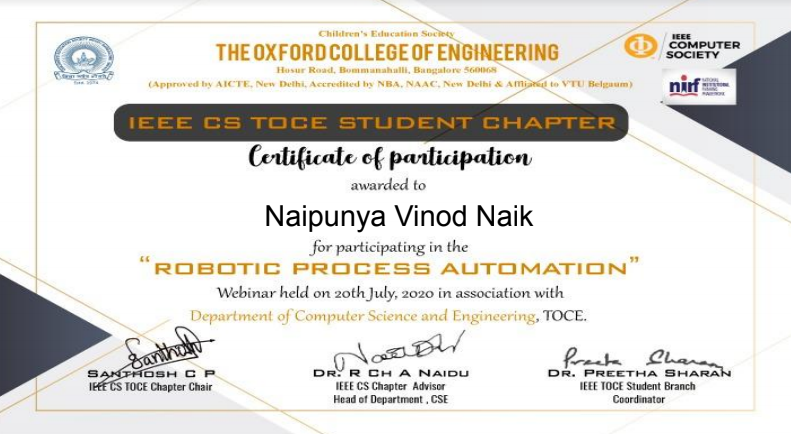 Children's Education Society
THE OXFORD COLLEGE OF ENGINEERING
Hosur Road, Bommanahalli, Bangalore 560068
(Approved by AICTE, New Delhi, Accredited by NBA, NAAC, New Delhi & Affiliated to VTU Belgaum)
IEEE
COMPUTER
SOCIETY
nirf
NATIONAL
INSTITUTIONAL
RANKING
FRAMEWORK
IEEE CS TOCE STUDENT CHAPTER
Certificate of participation
awarded to
Naipunya Vinod Naik
for participating in the
“ROBOTIC PROCESS AUTOMATION”
Webinar held on 20th July, 2020 in association with
Department of Computer Science and Engineering, TOCE.
Santhosh
Preeta Sharan
SANTHOSH C P
DR. R CH A NAIDU
DR. PREETHA SHARAN
IEEE CS TOCE Chapter Chair
IEEE CS Chapter Advisor
IEEE TOCE Student Branch
Head of Department , CSE
Coordinator